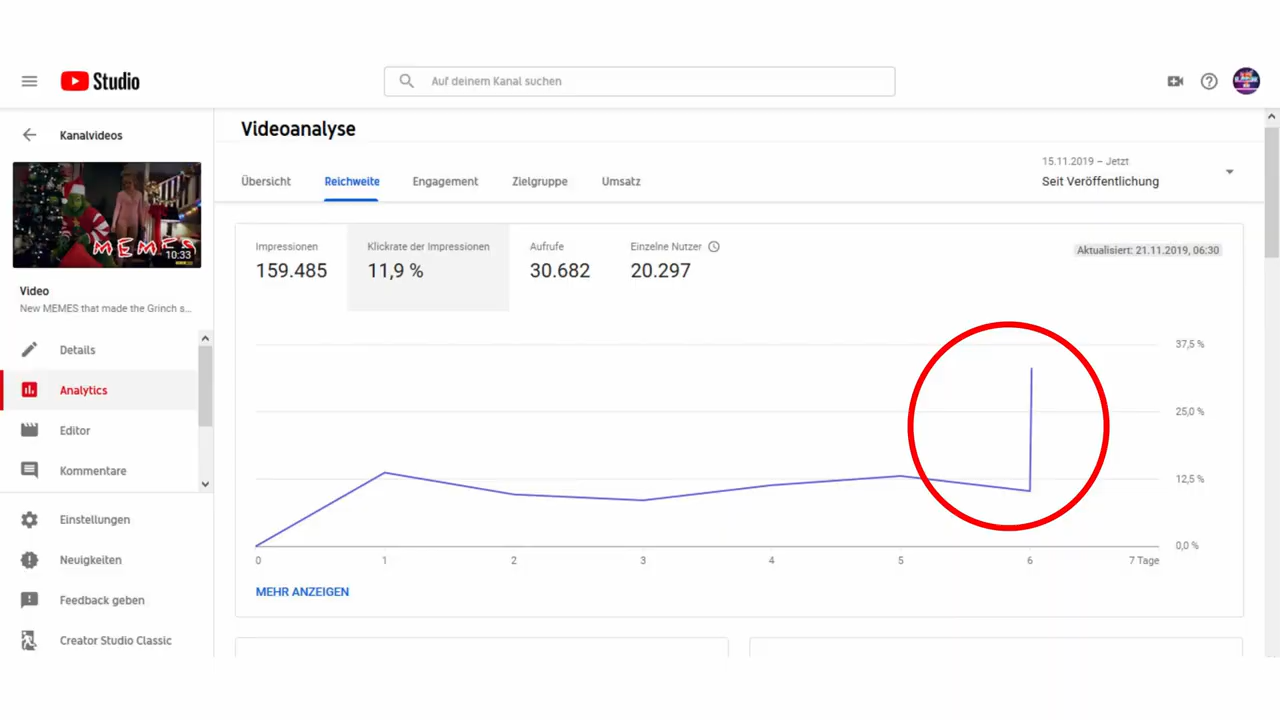 Studio
Auf deinem Kanal suchen
Kanalvideos
MEMES
10:33
Video
New MEMES that made the Grinch s...
Details
Analytics
Editor
Kommentare
Einstellungen
Neuigkeiten
Feedback geben
Creator Studio Classic
Videoanalyse
Übersicht
Reichweite
Engagement
Zielgruppe
Umsatz
15.11.2019 – Jetzt
Seit Veröffentlichung
Impressionen
159.485
Klickrate der Impressionen
11,9 %
Aufrufe
30.682
Einzelne Nutzer
20.297
Aktualisiert: 21.11.2019, 06:30
37,5 %
25,0 %
12,5 %
0,0 %
0 1 2 3 4 5 6 7 Tage
MEHR ANZEIGEN